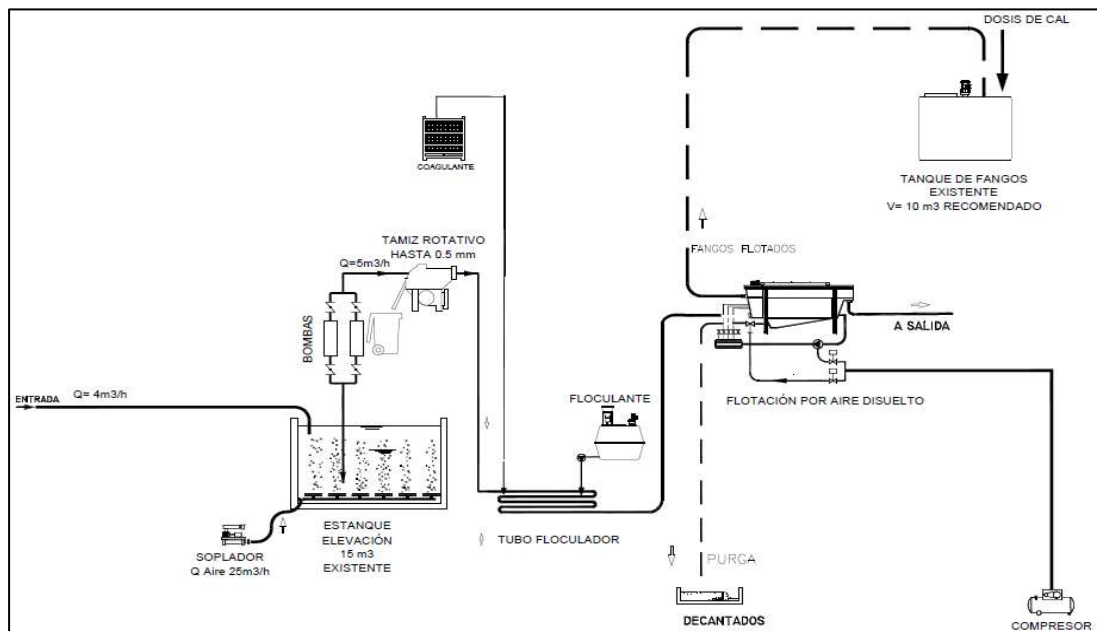 DOSIS DE CAL
COAGULANTE
TANQUE DE FANGOS
EXISTENTE
V= 10 m3 RECOMENDADO
TAMIZ ROTATIVO
HASTA 0.5 mm
Q=5m3/h
FANGOS FLOTADOS
BOMBAS
A SALIDA
ENTRADA
Q= 4m3/h
FLOCULANTE
FLOTACIÓN POR AIRE DISUELTO
ESTANQUE
ELEVACIÓN
15 m3
EXISTENTE
TUBO FLOCULADOR
SOPLADOR
Q Aire 25m3/h
PURGA
DECANTADOS
COMPRESOR